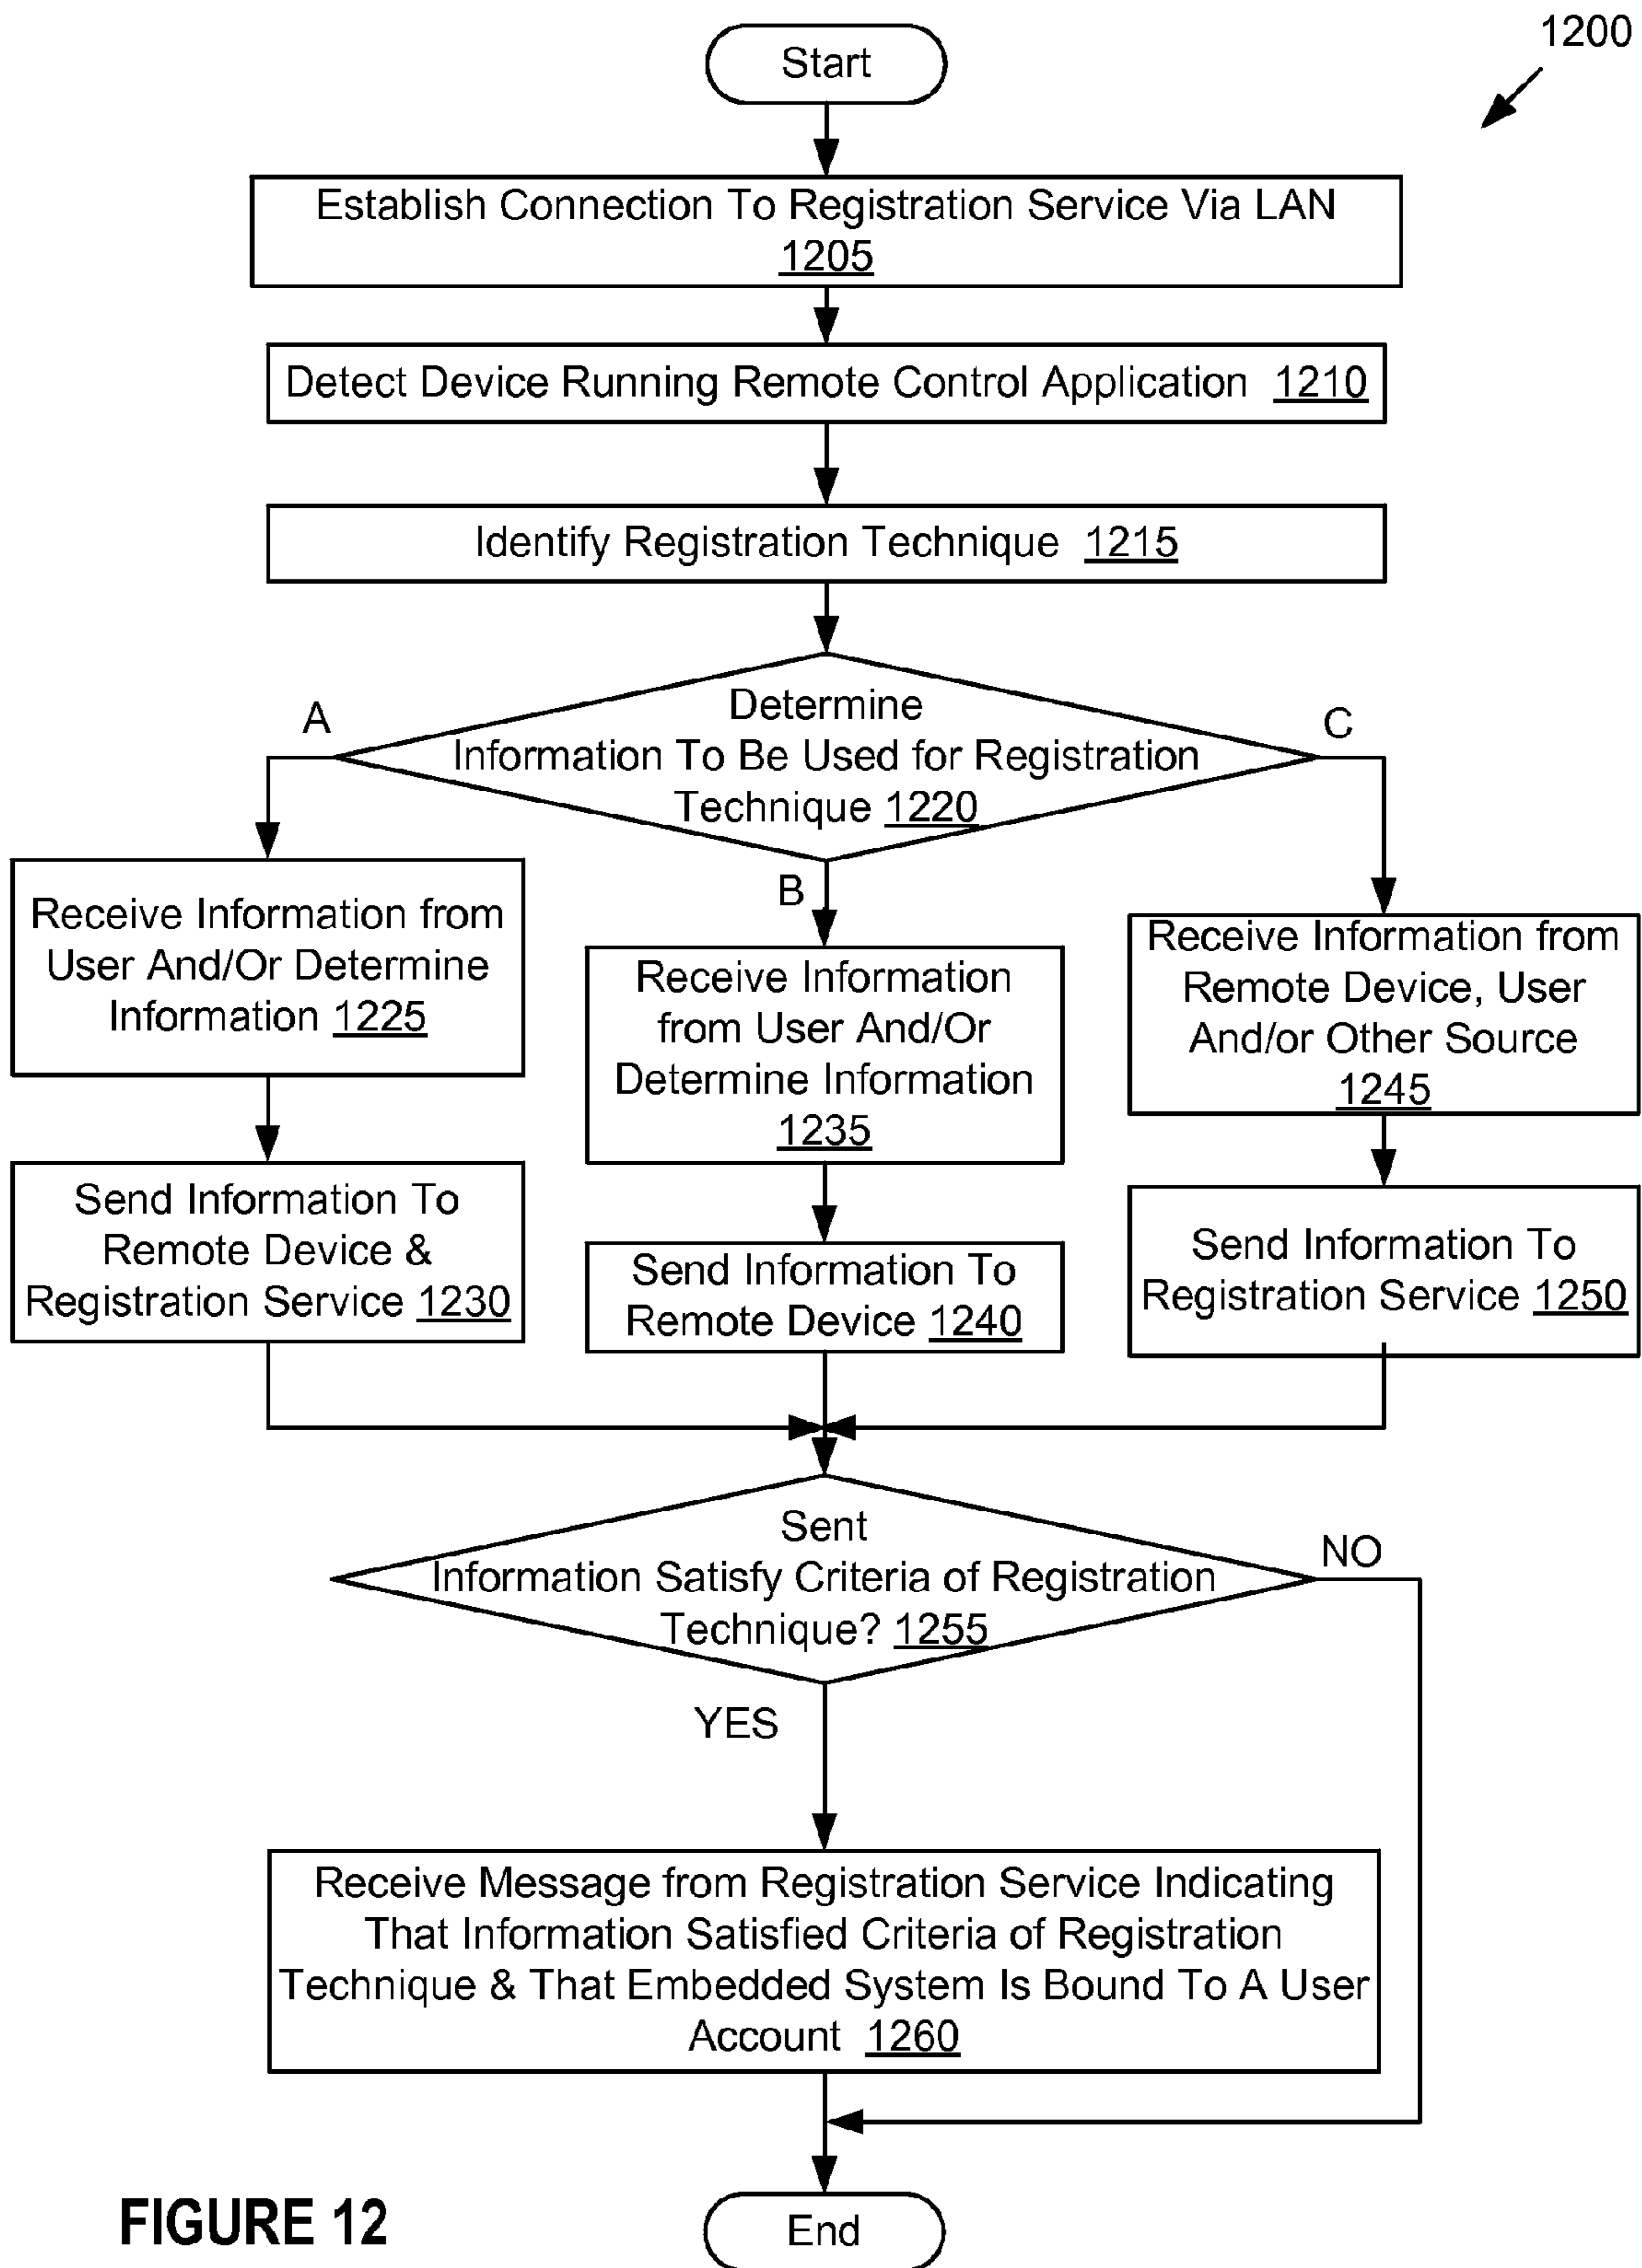 1200
Start
Establish Connection To Registration Service Via LAN
1205
Detect Device Running Remote Control Application 1210
Identify Registration Technique 1215
Determine
Information To Be Used for Registration
Technique 1220
A
B
C
Receive Information from
User And/Or Determine
Information 1225
Send Information To
Remote Device &
Registration Service 1230
Receive Information
from User And/Or
Determine Information
1235
Send Information To
Remote Device 1240
Receive Information from
Remote Device, User
And/or Other Source
1245
Send Information To
Registration Service 1250
Sent
Information Satisfy Criteria of Registration
Technique? 1255
NO
YES
Receive Message from Registration Service Indicating
That Information Satisfied Criteria of Registration
Technique & That Embedded System Is Bound To A User
Account 1260
End
FIGURE 12